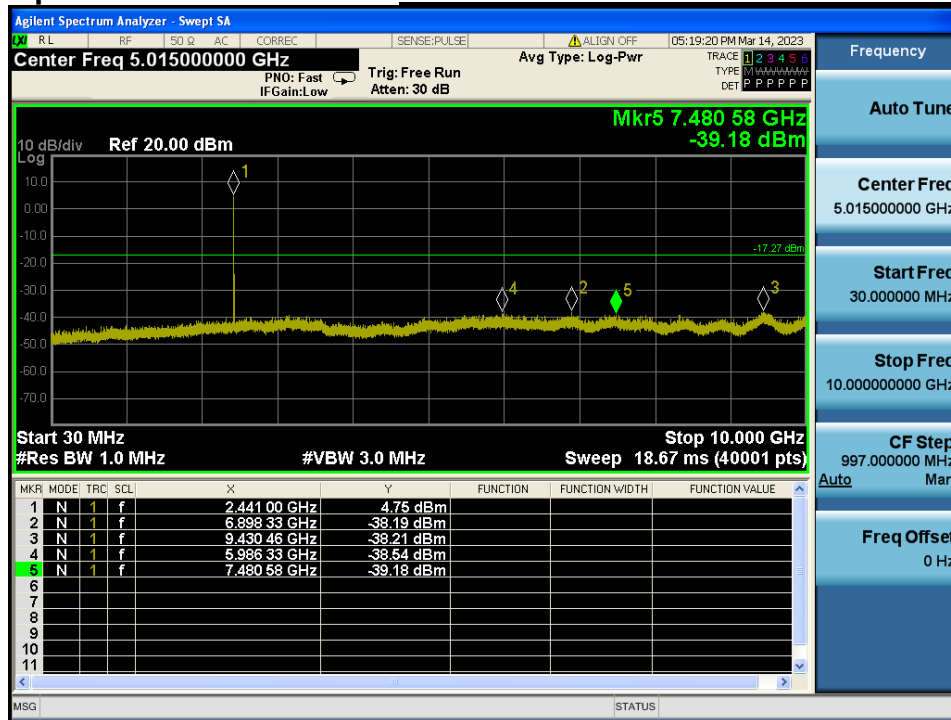 Agilent Spectrum Analyzer - Swept SA
LXI RL RF 50 Ω AC CORREC SENSE:PULSE ALIGN OFF 05:19:20 PM Mar 14, 2023
Center Freq 5.015000000 GHz
PNO: Fast
IFGain:Low
Trig: Free Run
Atten: 30 dB
Avg Type: Log-Pwr
TRACE 1 2 3 4 5 6
TYPE M W W W W W
DET P P P P P P
Mkr5 7.480 58 GHz
-39.18 dBm
10 dB/div Ref 20.00 dBm
Log
10.0
0.00
-10.0
-20.0
-30.0
-40.0
-50.0
-60.0
-70.0
1
-17.27 dBm
4
2
5
3
Start 30 MHz Stop 10.000 GHz
#Res BW 1.0 MHz #VBW 3.0 MHz Sweep 18.67 ms (40001 pts)
MKR MODE TRC SCL X Y FUNCTION FUNCTION WIDTH FUNCTION VALUE
1 N 1 f 2.441 00 GHz 4.75 dBm
2 N 1 f 6.898 33 GHz -38.19 dBm
3 N 1 f 9.430 46 GHz -38.21 dBm
4 N 1 f 5.986 33 GHz -38.54 dBm
5 N 1 f 7.480 58 GHz -39.18 dBm
6
7
8
9
10
11
MSG STATUS
Frequency
Auto Tune
Center Freq
5.015000000 GHz
Start Freq
30.000000 MHz
Stop Freq
10.000000000 GHz
CF Step
997.000000 MHz
Auto Man
Freq Offset
0 Hz